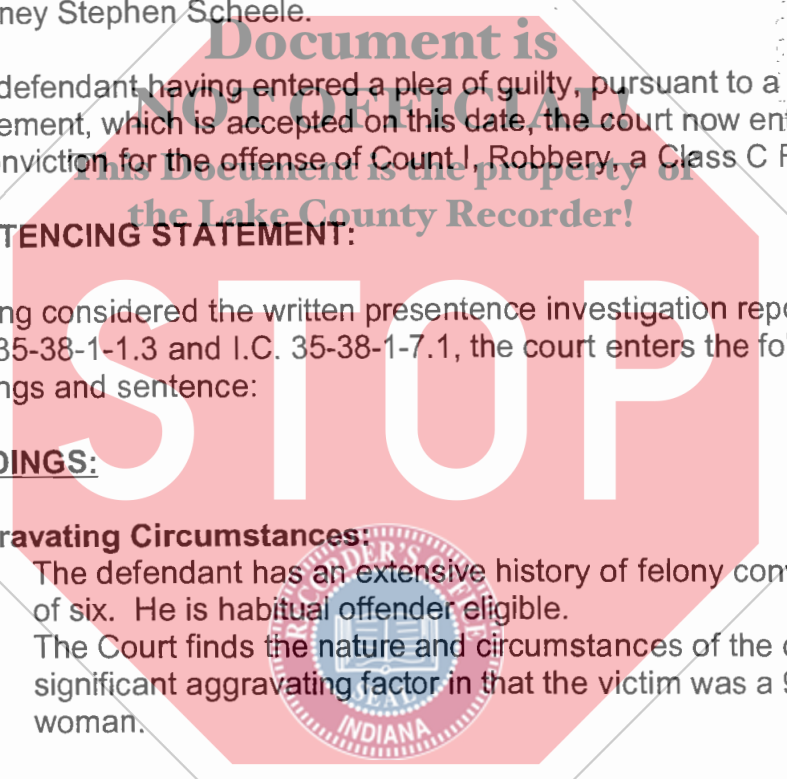 ney Stephen Scheele.
Document is
defendant having entered a plea of guilty, pursuant to a
NOT OFFICIAL!
ement, which is accepted on this date, the court now ent
This Document is the property of
onviction for the offense of Count I, Robbery, a Class C F
the Lake County Recorder!
TENCING STATEMENT:
ng considered the written presentence investigation repo
35-38-1-1.3 and I.C. 35-38-1-7.1, the court enters the fo
ngs and sentence:
STOP
DINGS:
ravating Circumstances:
The defendant has an extensive history of felony con
of six. He is habitual offender eligible.
The Court finds the nature and circumstances of the
significant aggravating factor in that the victim was a 9
woman.
RECORDER'S OFFICE
SEAL
INDIANA